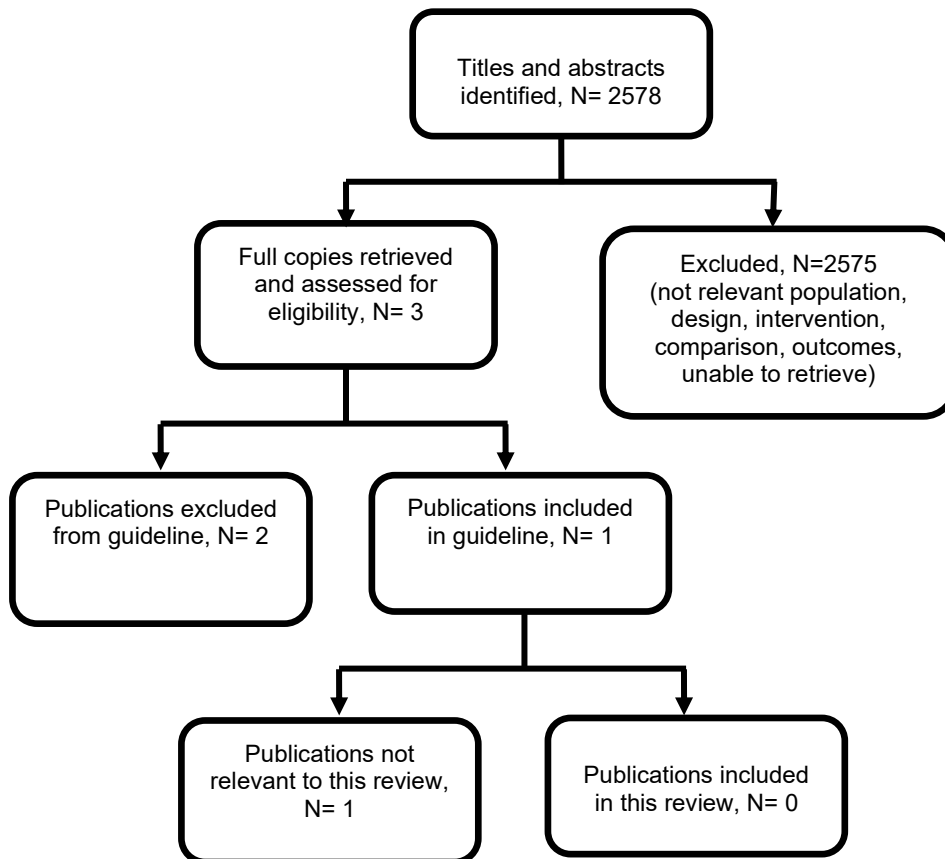 Titles and abstracts
identified, N= 2578
Full copies retrieved
and assessed for
eligibility, N= 3
Excluded, N=2575
(not relevant population,
design, intervention,
comparison, outcomes,
unable to retrieve)
Publications excluded
from guideline, N= 2
Publications included
in guideline, N= 1
Publications not
relevant to this review,
N= 1
Publications included
in this review, N= 0